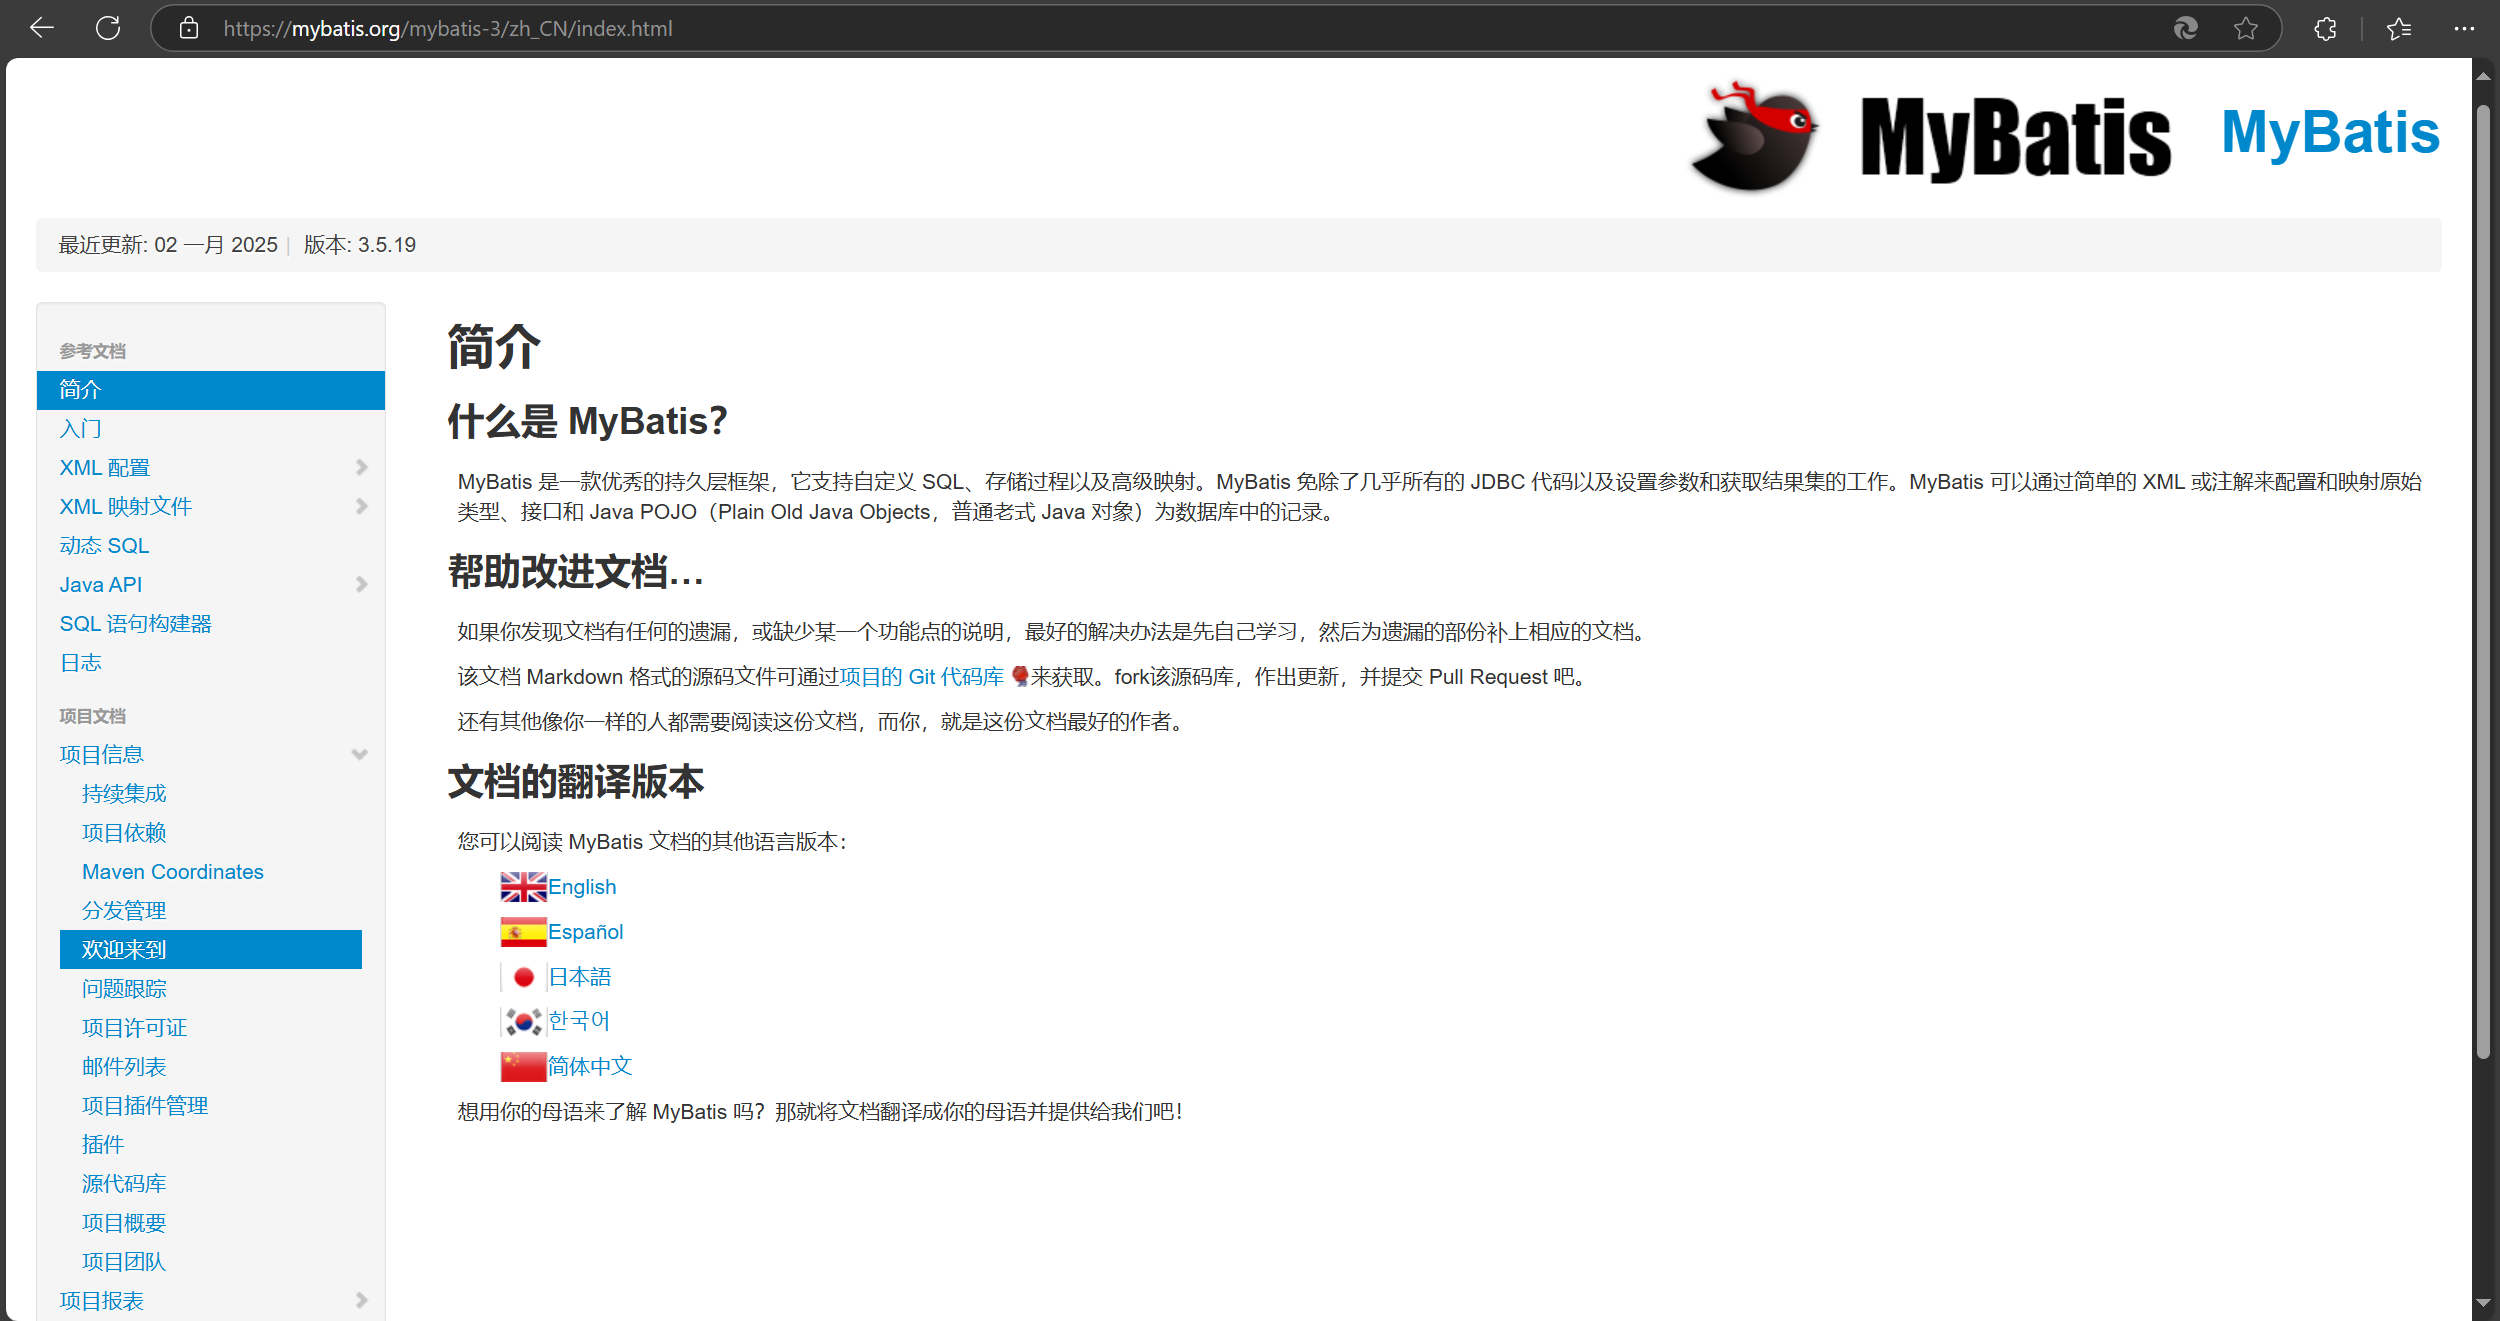 https://mybatis.org/mybatis-3/zh_CN/index.html
MyBatis
MyBatis
最近更新: 02 一月 2025 | 版本: 3.5.19
参考文档
简介
入门
XML 配置
XML 映射文件
动态 SQL
Java API
SQL 语句构建器
日志
项目文档
项目信息
持续集成
项目依赖
Maven Coordinates
分发管理
欢迎来到
问题跟踪
项目许可证
邮件列表
项目插件管理
插件
源代码库
项目概要
项目团队
项目报表
简介
什么是 MyBatis？
MyBatis 是一款优秀的持久层框架，它支持自定义 SQL、存储过程以及高级映射。MyBatis 免除了几乎所有的 JDBC 代码以及设置参数和获取结果集的工作。MyBatis 可以通过简单的 XML 或注解来配置和映射原始
类型、接口和 Java POJO（Plain Old Java Objects，普通老式 Java 对象）为数据库中的记录。
帮助改进文档…
如果你发现文档有任何的遗漏，或缺少某一个功能点的说明，最好的解决办法是先自己学习，然后为遗漏的部份补上相应的文档。
该文档 Markdown 格式的源码文件可通过项目的 Git 代码库 来获取。fork该源码库，作出更新，并提交 Pull Request 吧。
还有其他像你一样的人都需要阅读这份文档，而你，就是这份文档最好的作者。
文档的翻译版本
您可以阅读 MyBatis 文档的其他语言版本：
English
Español
日本語
한국어
简体中文
想用你的母语来了解 MyBatis 吗？那就将文档翻译成你的母语并提供给我们吧！